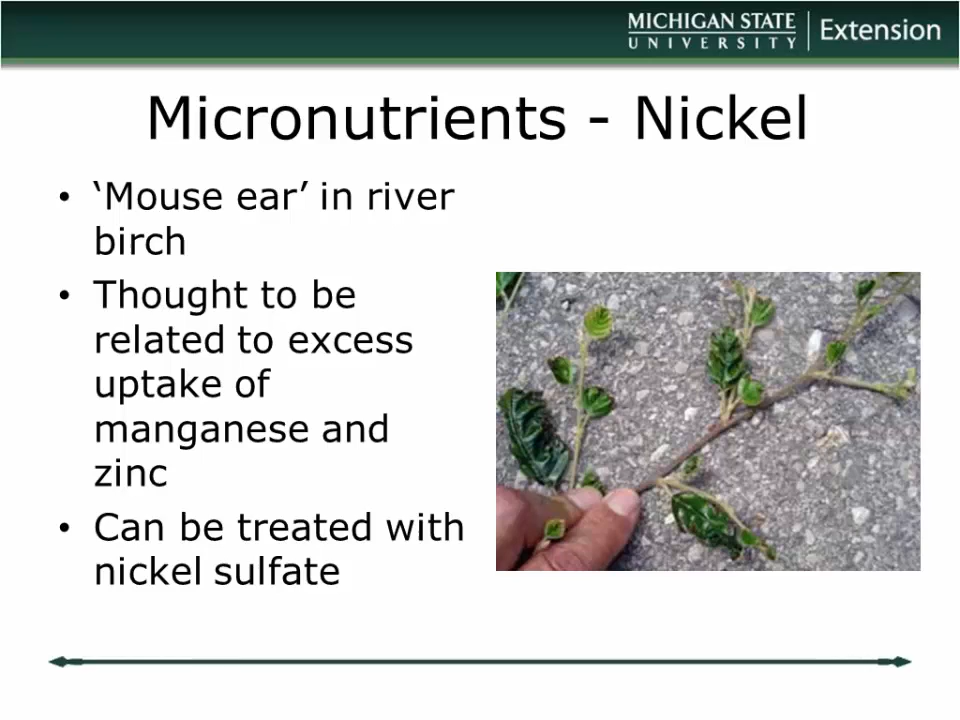 MICHIGAN STATE
UNIVERSITY
Extension
Micronutrients - Nickel
• ‘Mouse ear’ in river
birch
• Thought to be
related to excess
uptake of
manganese and
zinc
• Can be treated with
nickel sulfate